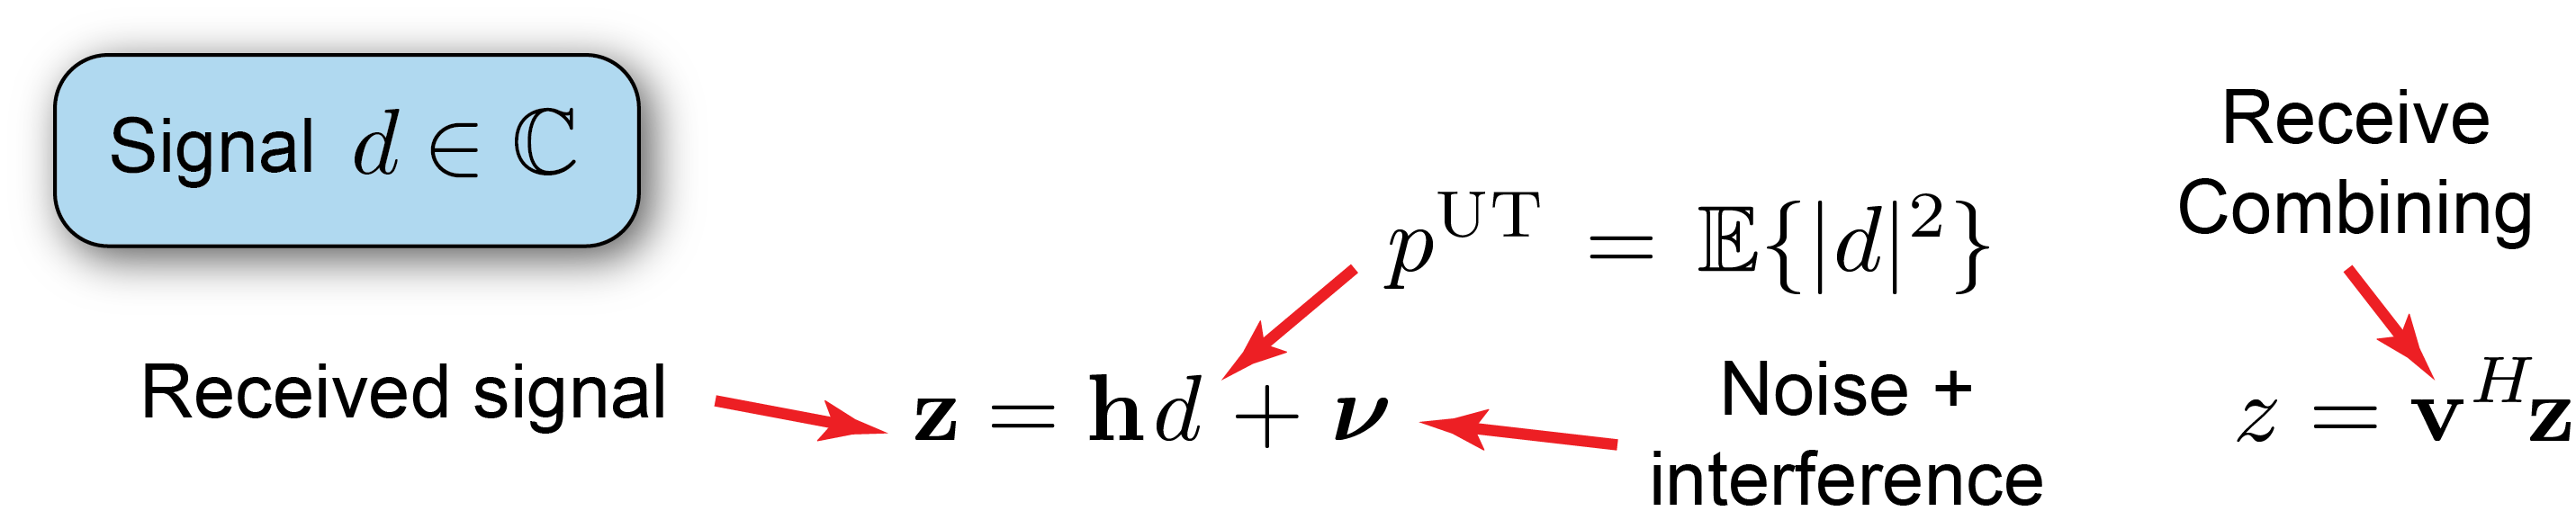 Signal d ∈ ℂ
Receive
Combining
p^UT = 𝔼{|d|²}
Received signal
𝐳 = 𝐡d + 𝛎
Noise +
interference
z = 𝐯^H 𝐳